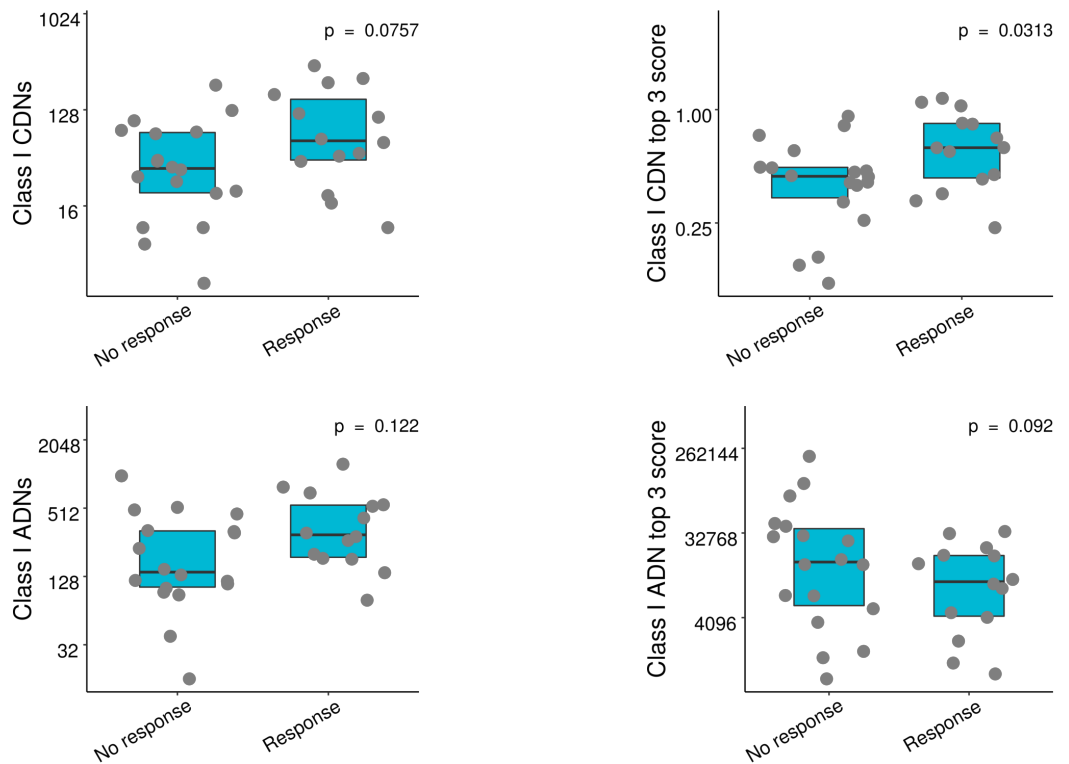 Class I CDNs
1024
128
16
p = 0.0757
No response
Response
Class I CDN top 3 score
1.00
0.25
p = 0.0313
No response
Response
Class I ADNs
2048
512
128
32
p = 0.122
No response
Response
Class I ADN top 3 score
262144
32768
4096
p = 0.092
No response
Response